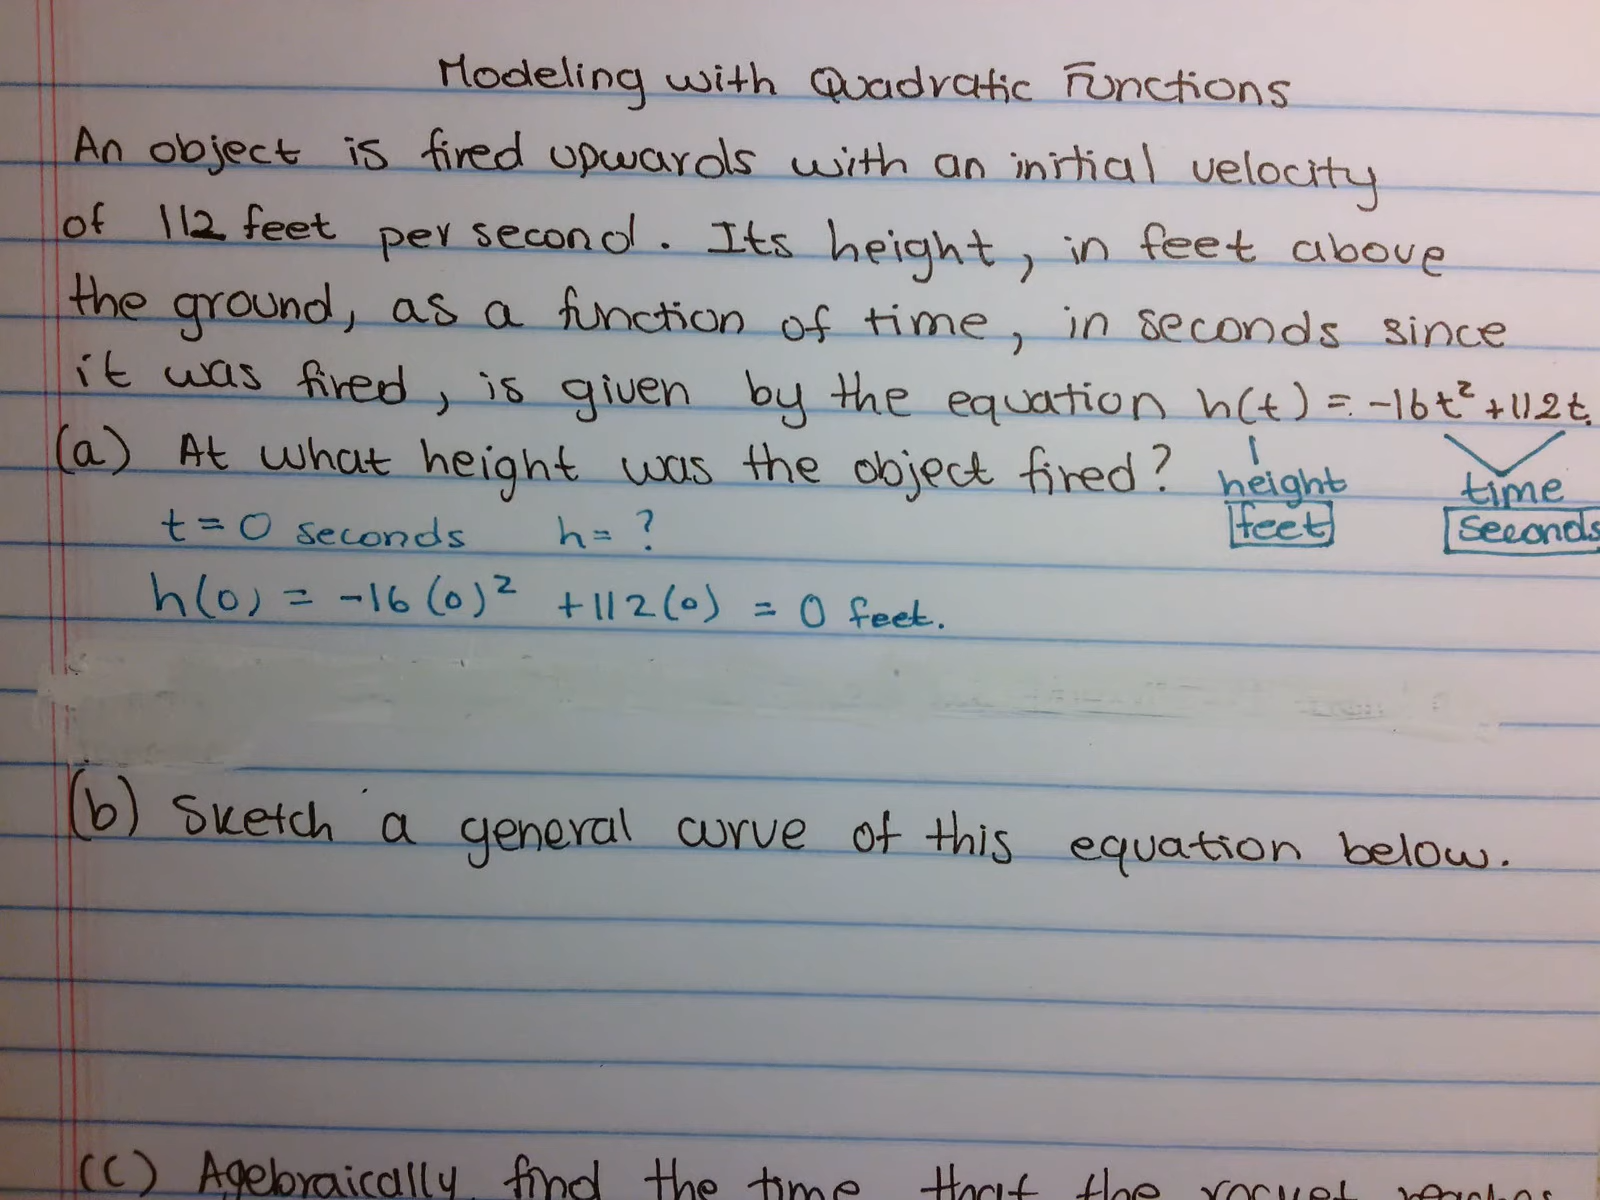 Modeling with Quadratic Functions
An object is fired upwards with an initial velocity
of 112 feet per second. Its height, in feet above
the ground, as a function of time, in seconds since
it was fired, is given by the equation h(t) = -16t² + 112t.
(a) At what height was the object fired?
height
time
feet
seconds
t = 0 seconds h = ?
h(0) = -16(0)² + 112(0) = 0 feet.
(b) Sketch a general curve of this equation below.
(c) Agebraically find the time that the rocket reaches